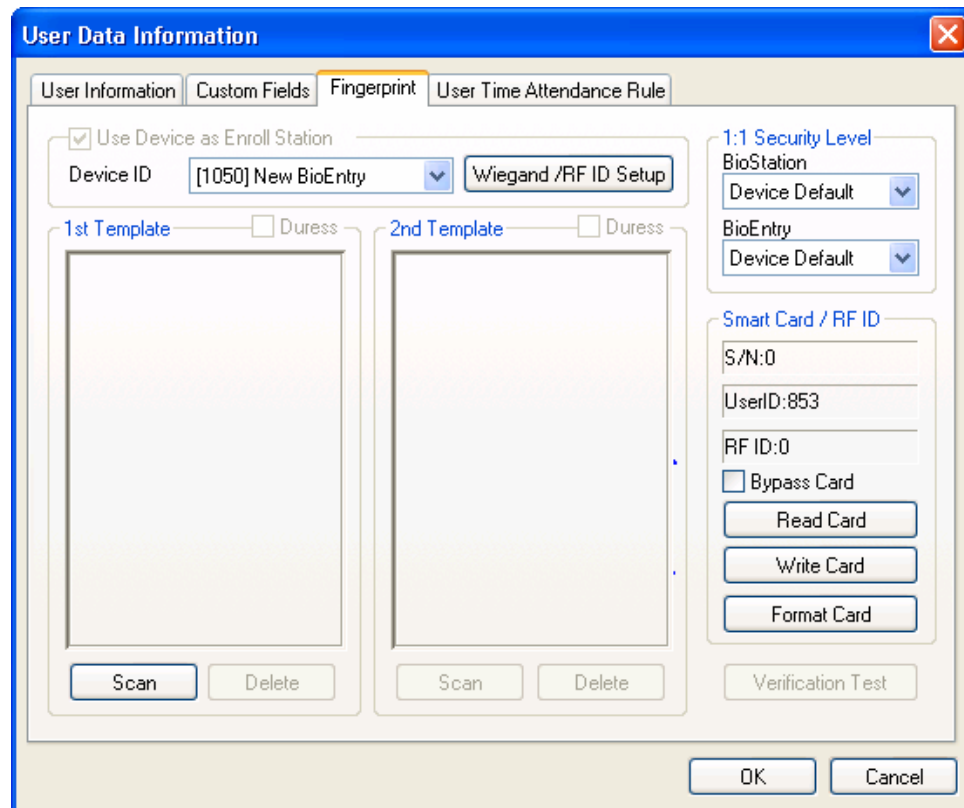 User Data Information
User Information Custom Fields Fingerprint User Time Attendance Rule
Use Device as Enroll Station
Device ID [1050] New BioEntry Wiegand /RF ID Setup
1st Template Duress
2nd Template Duress
Scan Delete
Scan Delete
1:1 Security Level
BioStation
Device Default
BioEntry
Device Default
Smart Card / RF ID
S/N:0
UserID:853
RF ID:0
Bypass Card
Read Card
Write Card
Format Card
Verification Test
OK Cancel